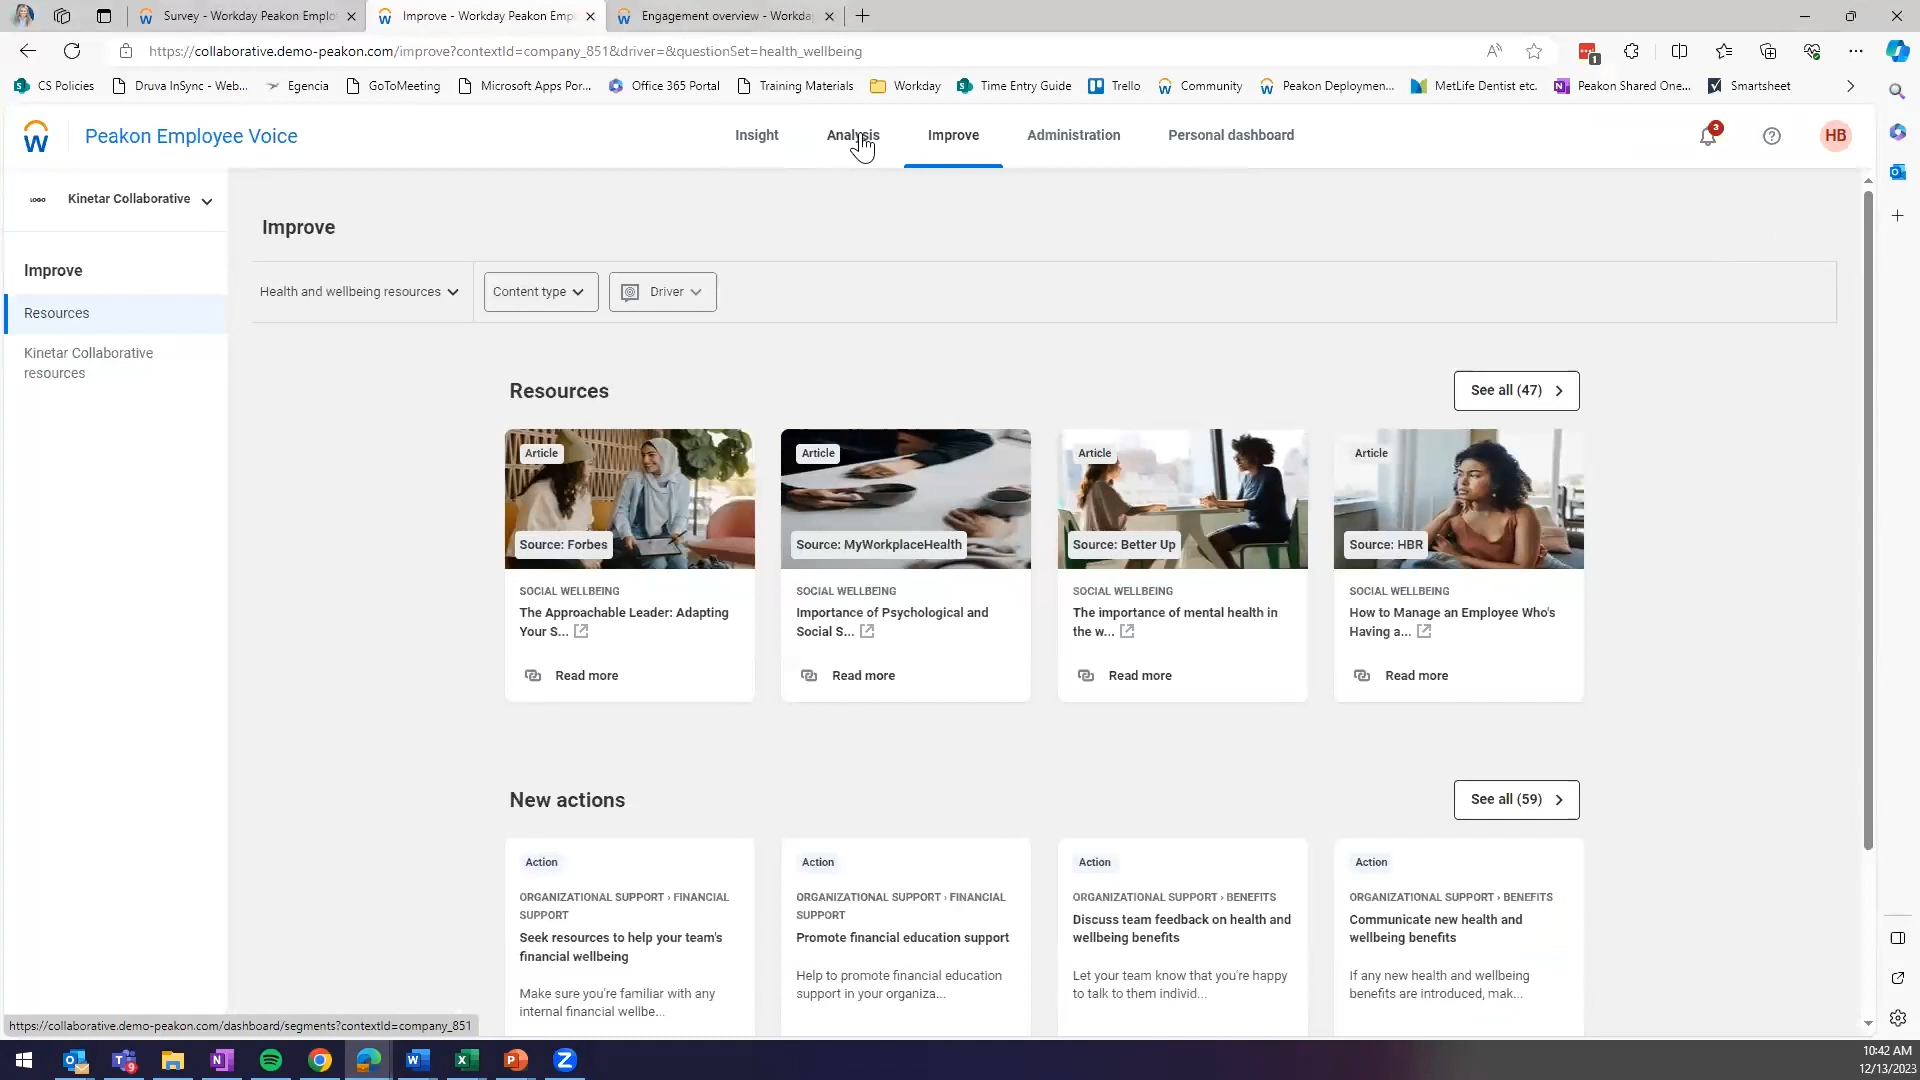 Survey - Workday Peakon Emplo
Improve - Workday Peakon Emp
Engagement overview - Workda
https://collaborative.demo-peakon.com/improve?contextId=company_851&driver=&questionSet=health_wellbeing
1
CS Policies
Druva InSync - Web...
Egencia
GoToMeeting
Microsoft Apps Por...
Office 365 Portal
Training Materials
Workday
Time Entry Guide
Trello
Community
Peakon Deploymen...
MetLife Dentist etc.
Peakon Shared One...
Smartsheet
Peakon Employee Voice
Insight
Analysis
Improve
Administration
Personal dashboard
3
HB
LOGO
Kinetar Collaborative
Improve
Resources
Kinetar Collaborative
resources
Improve
Health and wellbeing resources
Content type
Driver
Resources
See all (47)
Article
Source: Forbes
SOCIAL WELLBEING
The Approachable Leader: Adapting
Your S...
Read more
Article
Source: MyWorkplaceHealth
SOCIAL WELLBEING
Importance of Psychological and
Social S...
Read more
Article
Source: Better Up
SOCIAL WELLBEING
The importance of mental health in
the w...
Read more
Article
Source: HBR
SOCIAL WELLBEING
How to Manage an Employee Who's
Having a...
Read more
New actions
See all (59)
Action
ORGANIZATIONAL SUPPORT › FINANCIAL
SUPPORT
Seek resources to help your team's
financial wellbeing
Make sure you're familiar with any
internal financial wellbe...
Action
ORGANIZATIONAL SUPPORT › FINANCIAL
SUPPORT
Promote financial education support
Help to promote financial education
support in your organiza...
Action
ORGANIZATIONAL SUPPORT › BENEFITS
Discuss team feedback on health and
wellbeing benefits
Let your team know that you're happy
to talk to them individ...
Action
ORGANIZATIONAL SUPPORT › BENEFITS
Communicate new health and
wellbeing benefits
If any new health and wellbeing
benefits are introduced, mak...
https://collaborative.demo-peakon.com/dashboard/segments?contextId=company_851
9
10:42 AM
12/13/2023